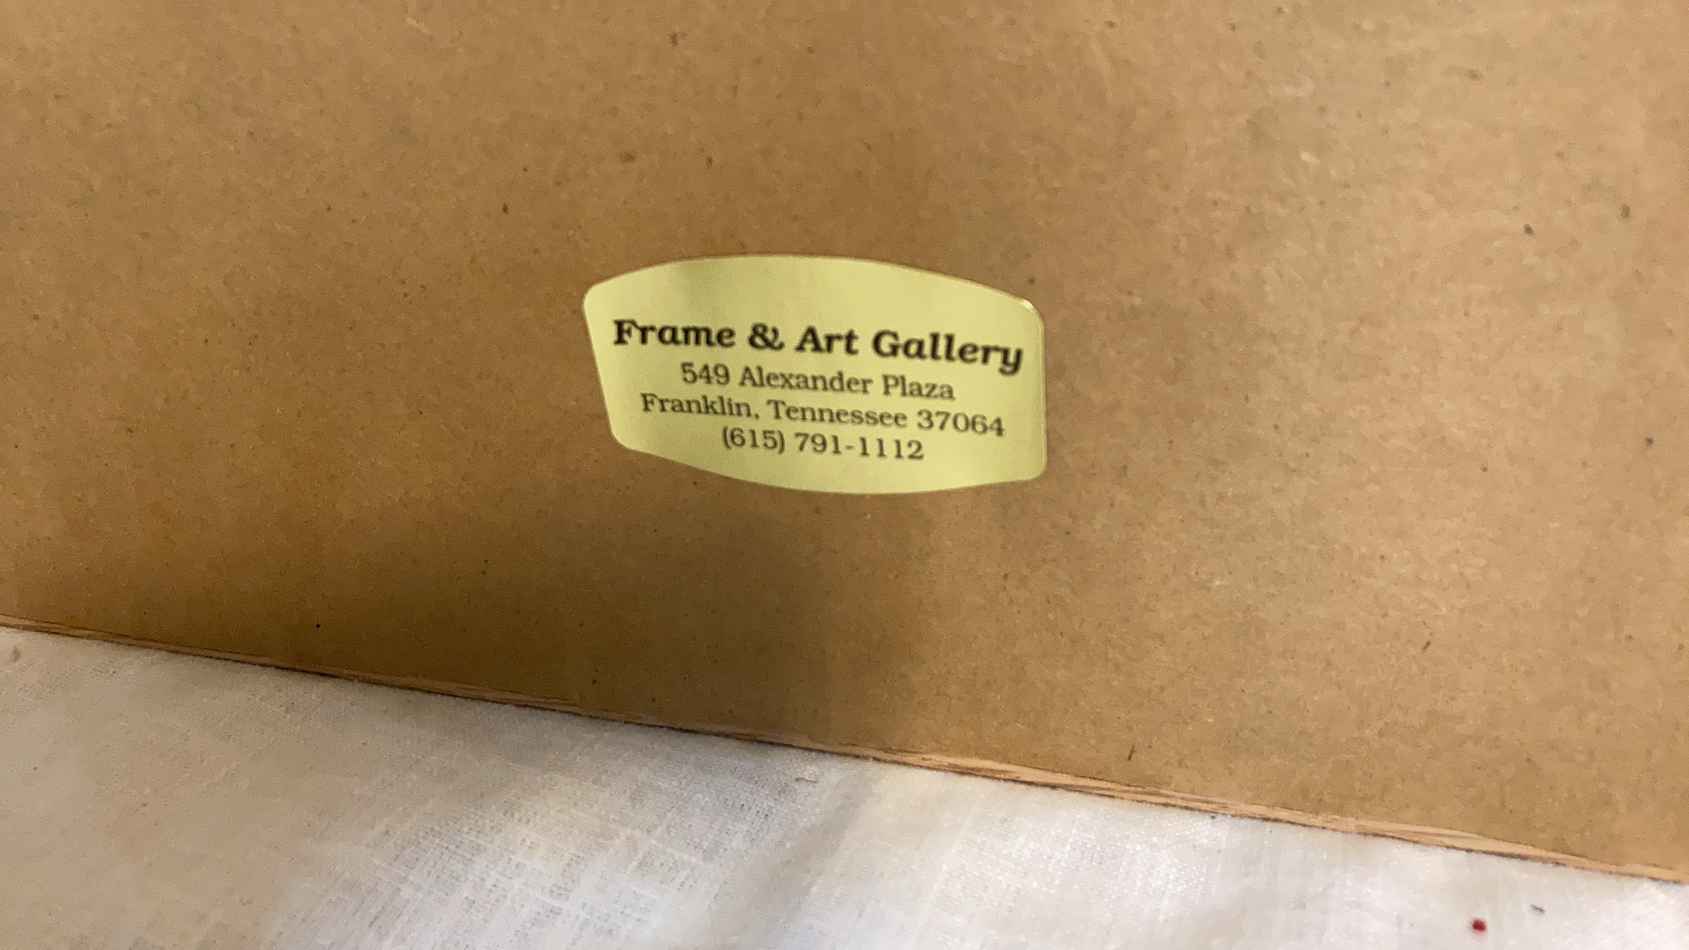 Frame & Art Gallery
549 Alexander Plaza
Franklin, Tennessee 37064
(615) 791-1112